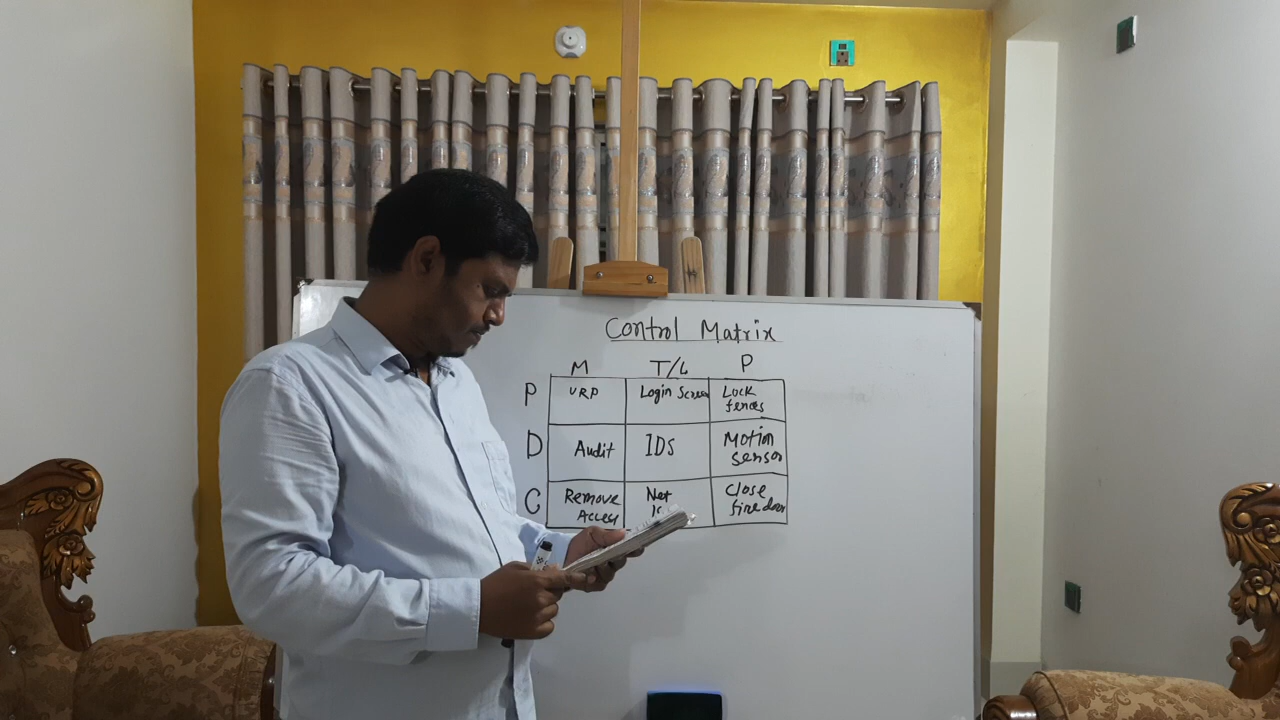 Control Matrix
M T/L P
P URP Login Screen Lock
fences
D Audit IDS Motion
Sensor
C Remove Net Close
Access fire door